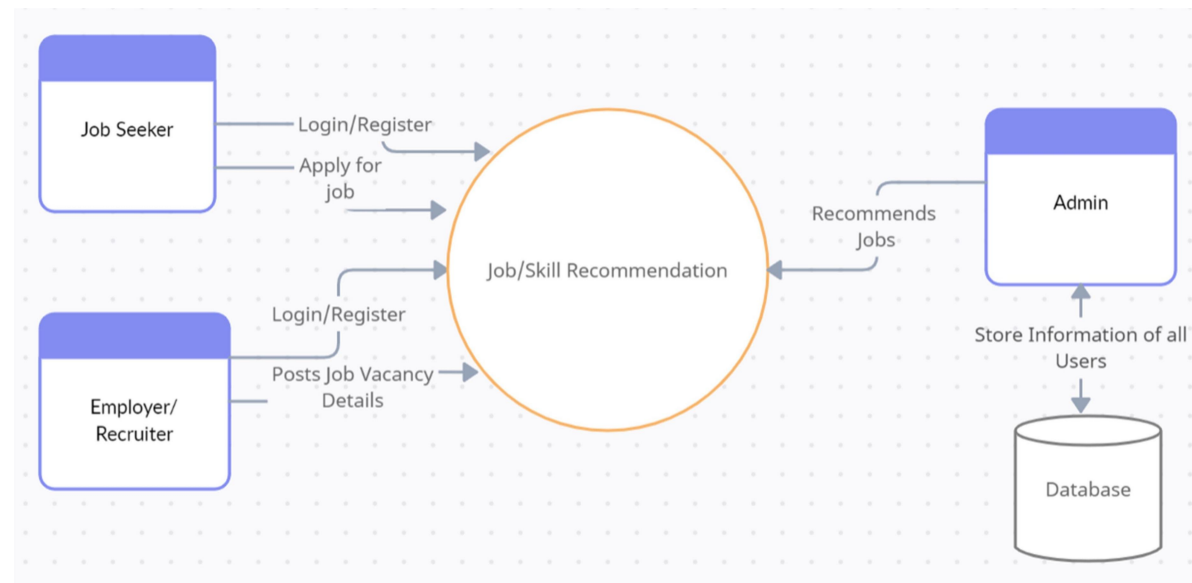 Job Seeker
Login/Register
Apply for
job
Job/Skill Recommendation
Recommends
Jobs
Admin
Login/Register
Posts Job Vacancy
Details
Employer/
Recruiter
Store Information of all
Users
Database